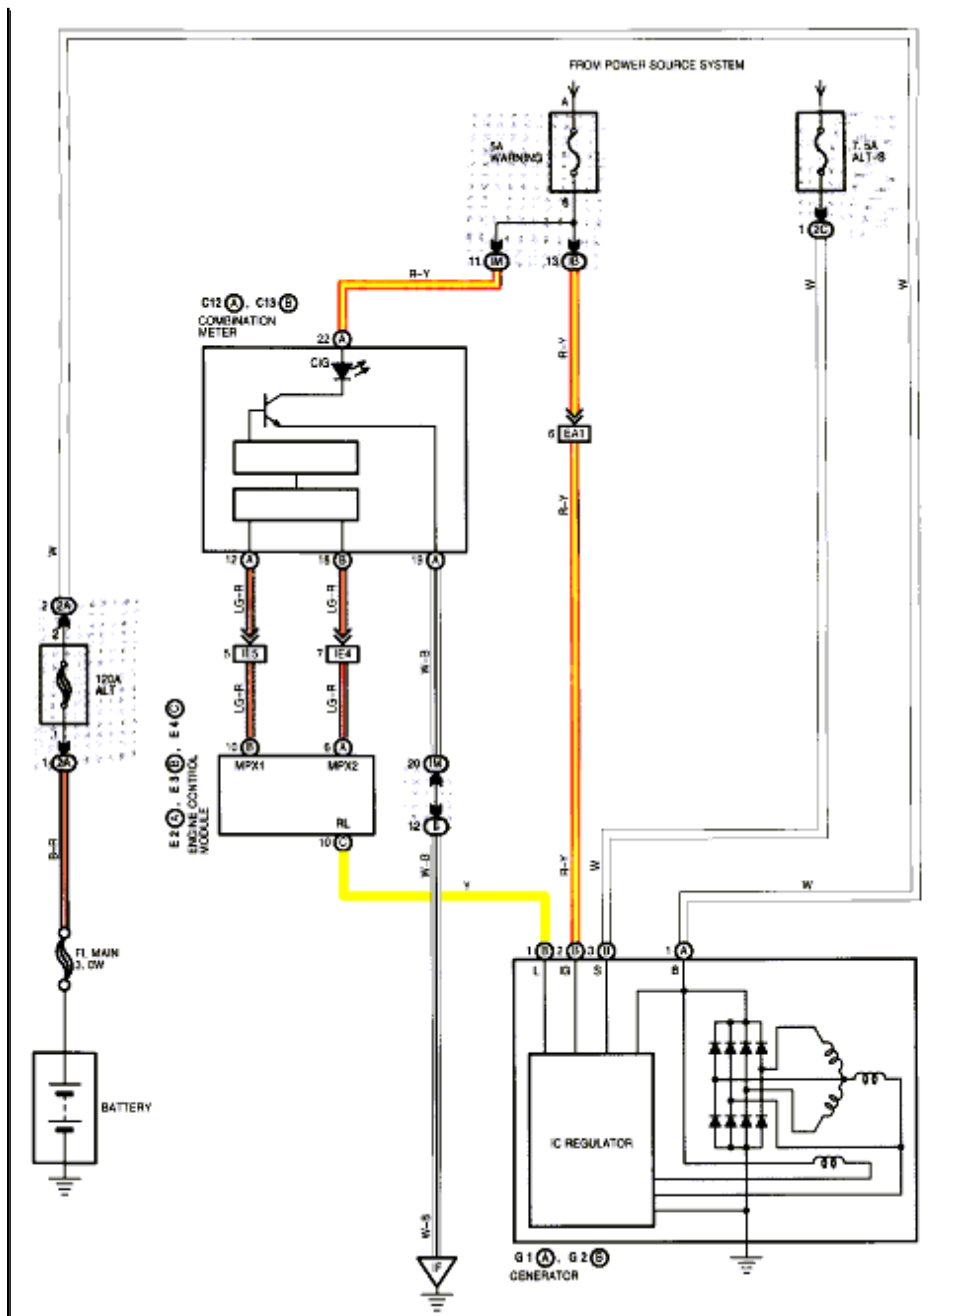 FROM POWER SOURCE SYSTEM
A
5A
WARNING
7. 5A
ALT-S
B
1 2C
11 IM
13 IB
R-Y
W
W
C12 A , C13 B
COMBINATION
METER
22 A
CIG
R-Y
6 EA1
R-Y
W
12 A
18 B
19 A
2 2A
2
LG-R
LG-R
5 IE5
7 IE4
W-B
120A
ALT
LG-R
LG-R
1
1 2A
E2 A , E3 B , E4 C
ENGINE CONTROL
MODULE
10 B
6 A
20 IM
MPX1
MPX2
RL
10 C
12
B-R
W-B
R-Y
W
W
Y
FL MAIN
3. 0W
1 B
2 B
3 B
1 A
L
IG
S
B
BATTERY
IC REGULATOR
W-B
IF
G1 A , G2 B
GENERATOR